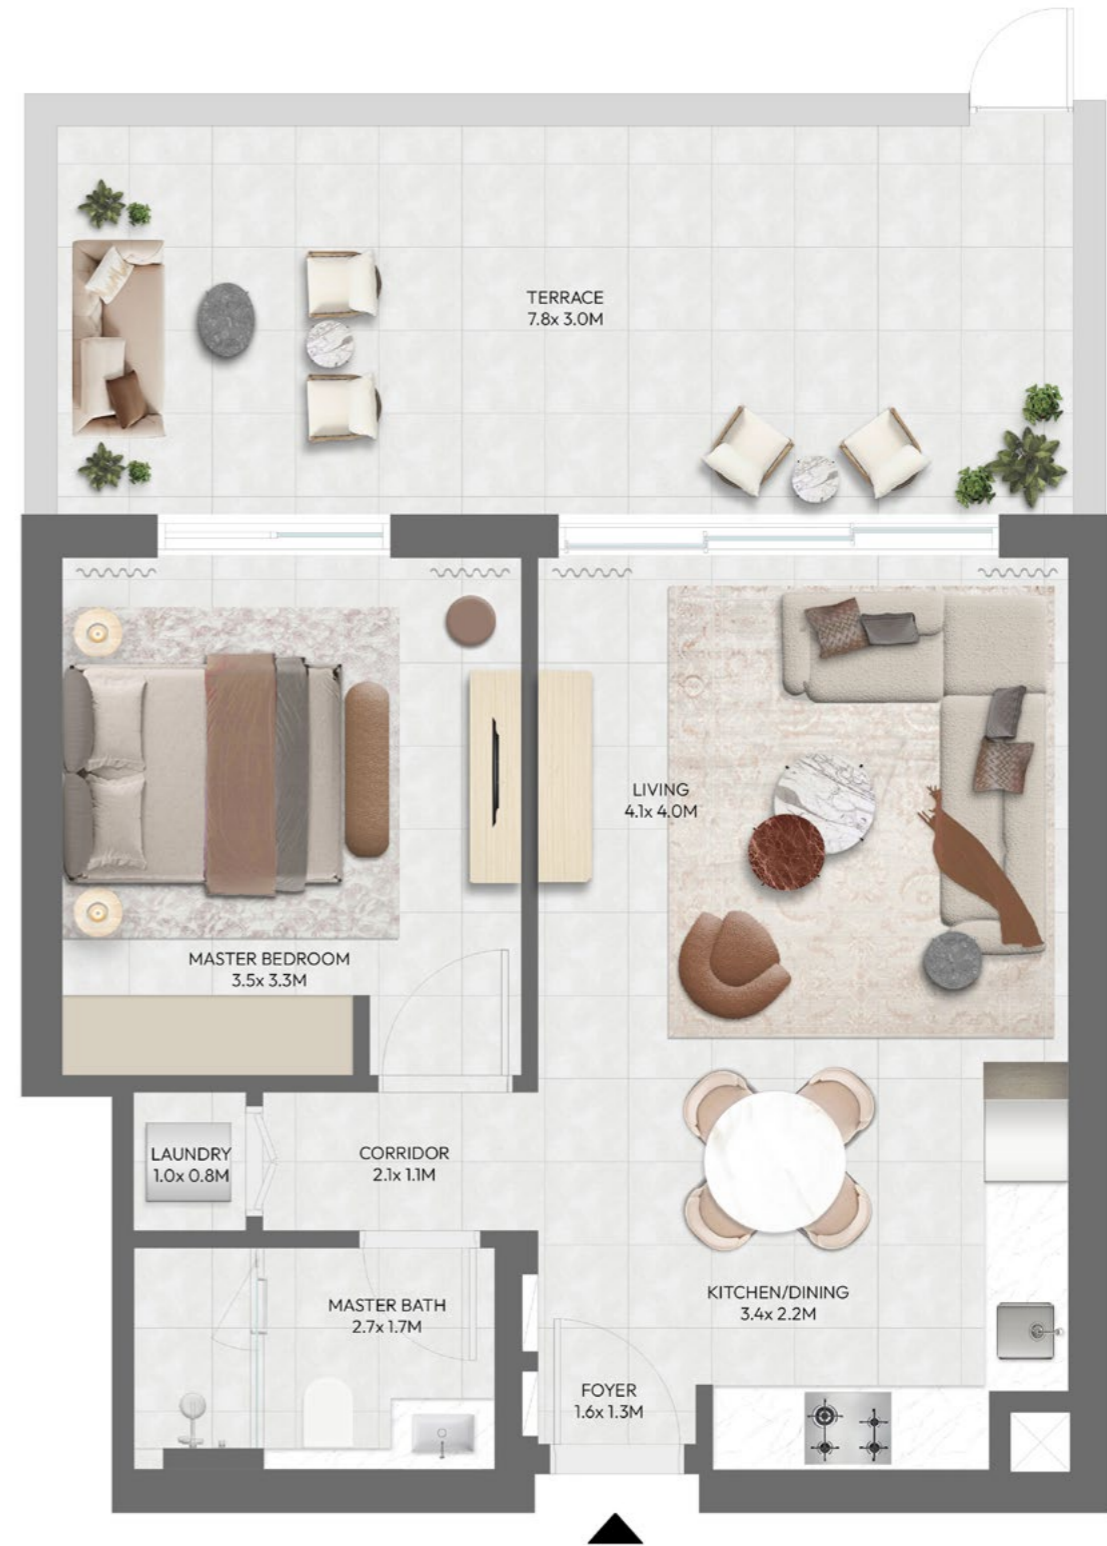 TERRACE
7.8x 3.0M
LIVING
4.1x 4.0M
MASTER BEDROOM
3.5x 3.3M
LAUNDRY
1.0x 0.8M
CORRIDOR
2.1x 1.1M
MASTER BATH
2.7x 1.7M
KITCHEN/DINING
3.4x 2.2M
FOYER
1.6x 1.3M